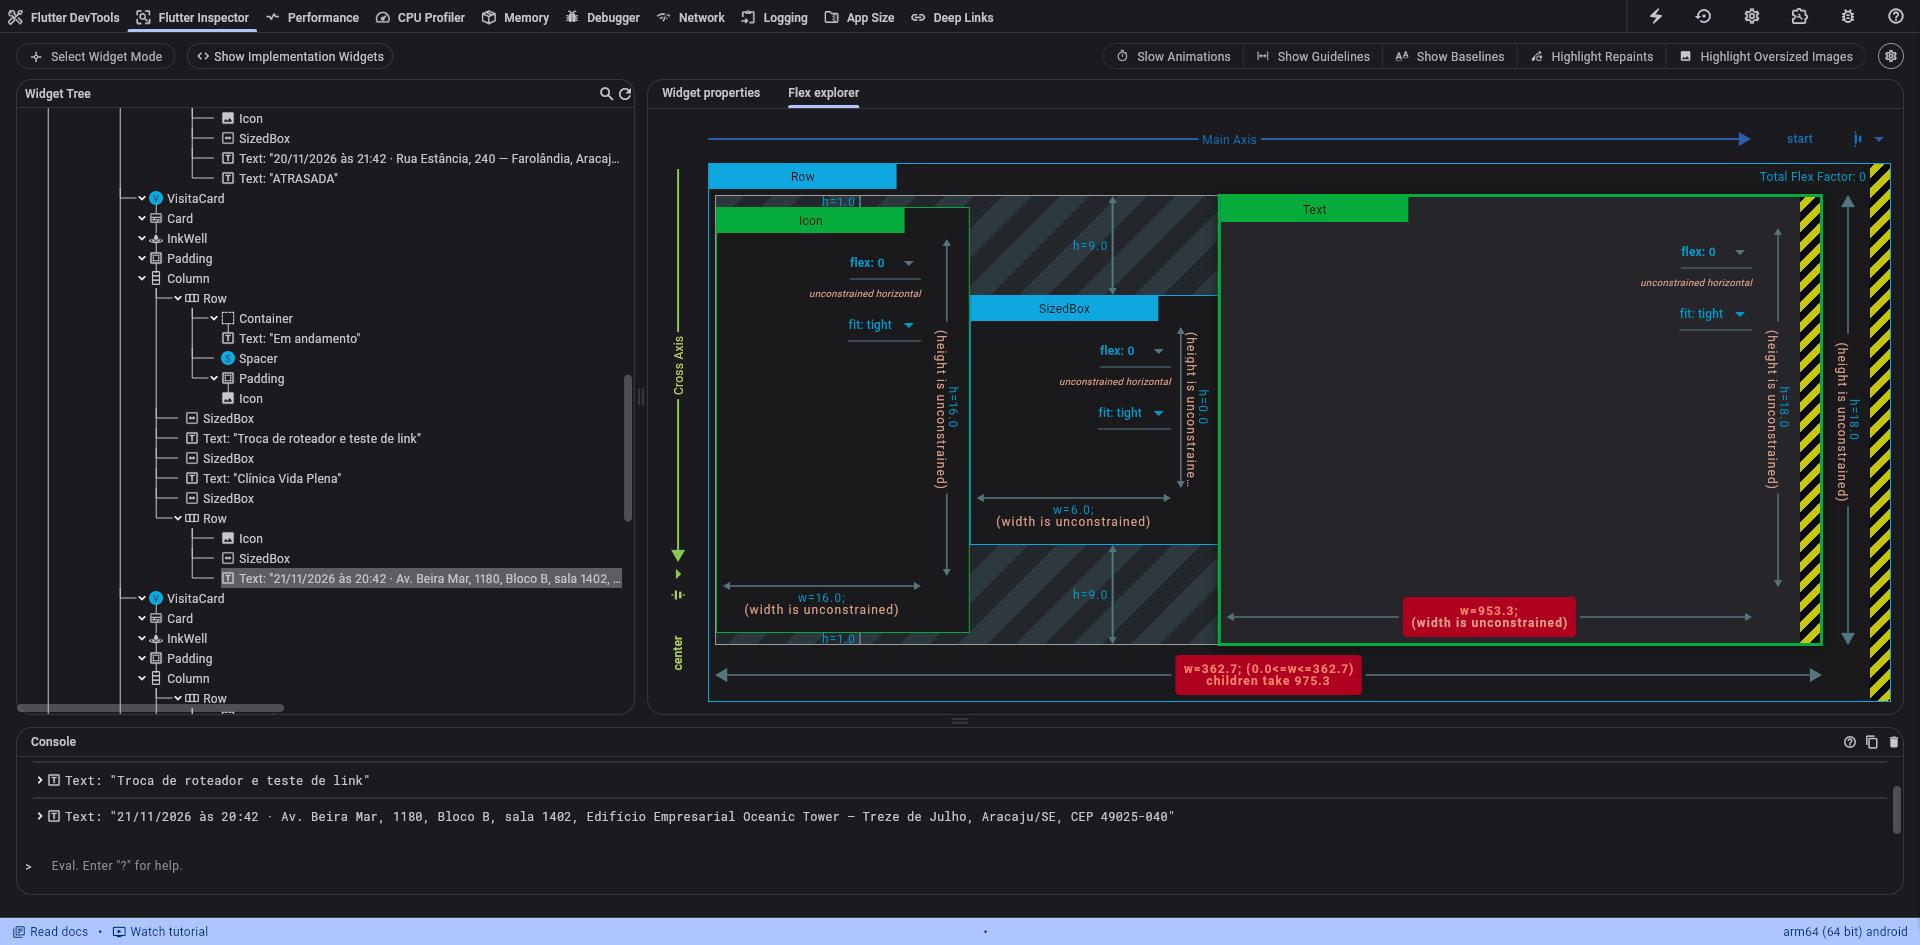 Flutter DevTools
Flutter Inspector
Performance
CPU Profiler
Memory
Debugger
Network
Logging
App Size
Deep Links
Select Widget Mode
Show Implementation Widgets
Slow Animations
Show Guidelines
Show Baselines
Highlight Repaints
Highlight Oversized Images
Widget Tree
Icon
SizedBox
Text: "20/11/2026 às 21:42 · Rua Estância, 240 — Farolândia, Aracaj...
Text: "ATRASADA"
VisitaCard
Card
InkWell
Padding
Column
Row
Container
Text: "Em andamento"
Spacer
Padding
Icon
SizedBox
Text: "Troca de roteador e teste de link"
SizedBox
Text: "Clínica Vida Plena"
SizedBox
Row
Icon
SizedBox
Text: "21/11/2026 às 20:42 · Av. Beira Mar, 1180, Bloco B, sala 1402, ...
VisitaCard
Card
InkWell
Padding
Column
Row
Widget properties
Flex explorer
Main Axis
start
Row
Total Flex Factor: 0
Cross Axis
center
h=1.0
Icon
flex: 0
unconstrained horizontal
fit: tight
h=16.0
(height is unconstrained)
w=16.0;
(width is unconstrained)
h=1.0
h=9.0
SizedBox
flex: 0
unconstrained horizontal
fit: tight
h=0.0
(height is unconstraine...
w=6.0;
(width is unconstrained)
h=9.0
Text
flex: 0
unconstrained horizontal
fit: tight
h=18.0
(height is unconstrained)
w=953.3;
(width is unconstrained)
h=18.0
(height is unconstrained)
w=362.7; (0.0<=w<=362.7)
children take 975.3
Console
Text: "Troca de roteador e teste de link"
Text: "21/11/2026 às 20:42 · Av. Beira Mar, 1180, Bloco B, sala 1402, Edifício Empresarial Oceanic Tower — Treze de Julho, Aracaju/SE, CEP 49025-040"
> Eval. Enter "?" for help.
Read docs • Watch tutorial
•
arm64 (64 bit) android